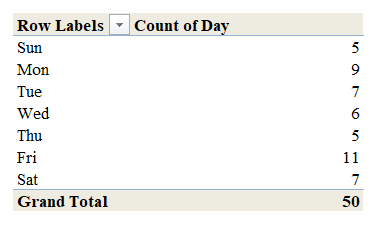 Row Labels Count of Day
Sun 5
Mon 9
Tue 7
Wed 6
Thu 5
Fri 11
Sat 7
Grand Total 50